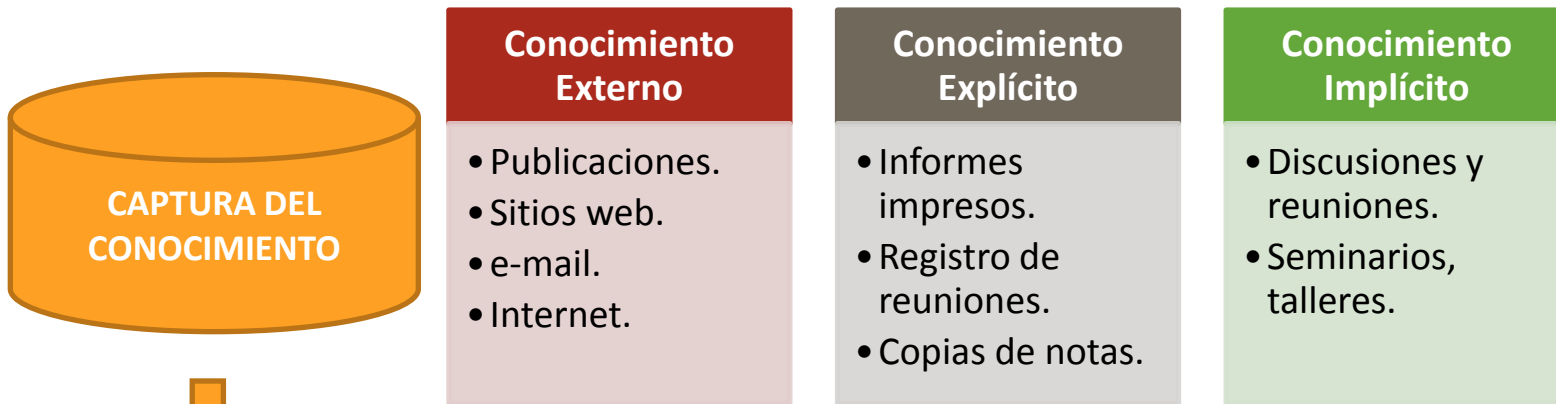 CAPTURA DEL
CONOCIMIENTO
Conocimiento
Externo
•Publicaciones.
•Sitios web.
•e-mail.
•Internet.
Conocimiento
Explícito
•Informes
impresos.
•Registro de
reuniones.
•Copias de notas.
Conocimiento
Implícito
•Discusiones y
reuniones.
•Seminarios,
talleres.